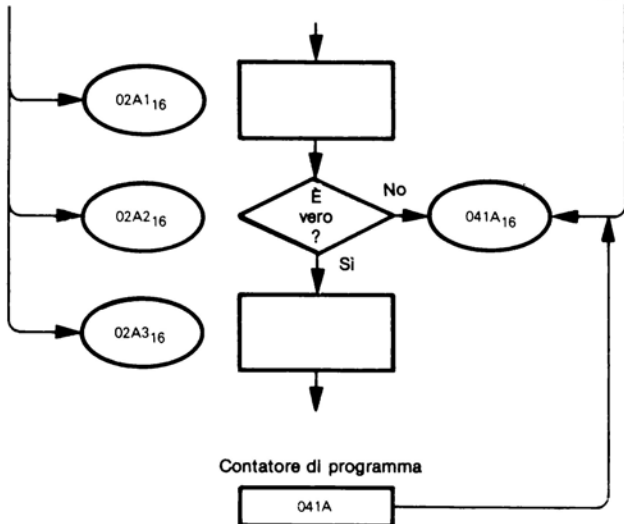 02A1₁₆
È
vero
?
No
02A2₁₆
041A₁₆
Sì
02A3₁₆
Contatore di programma
041A